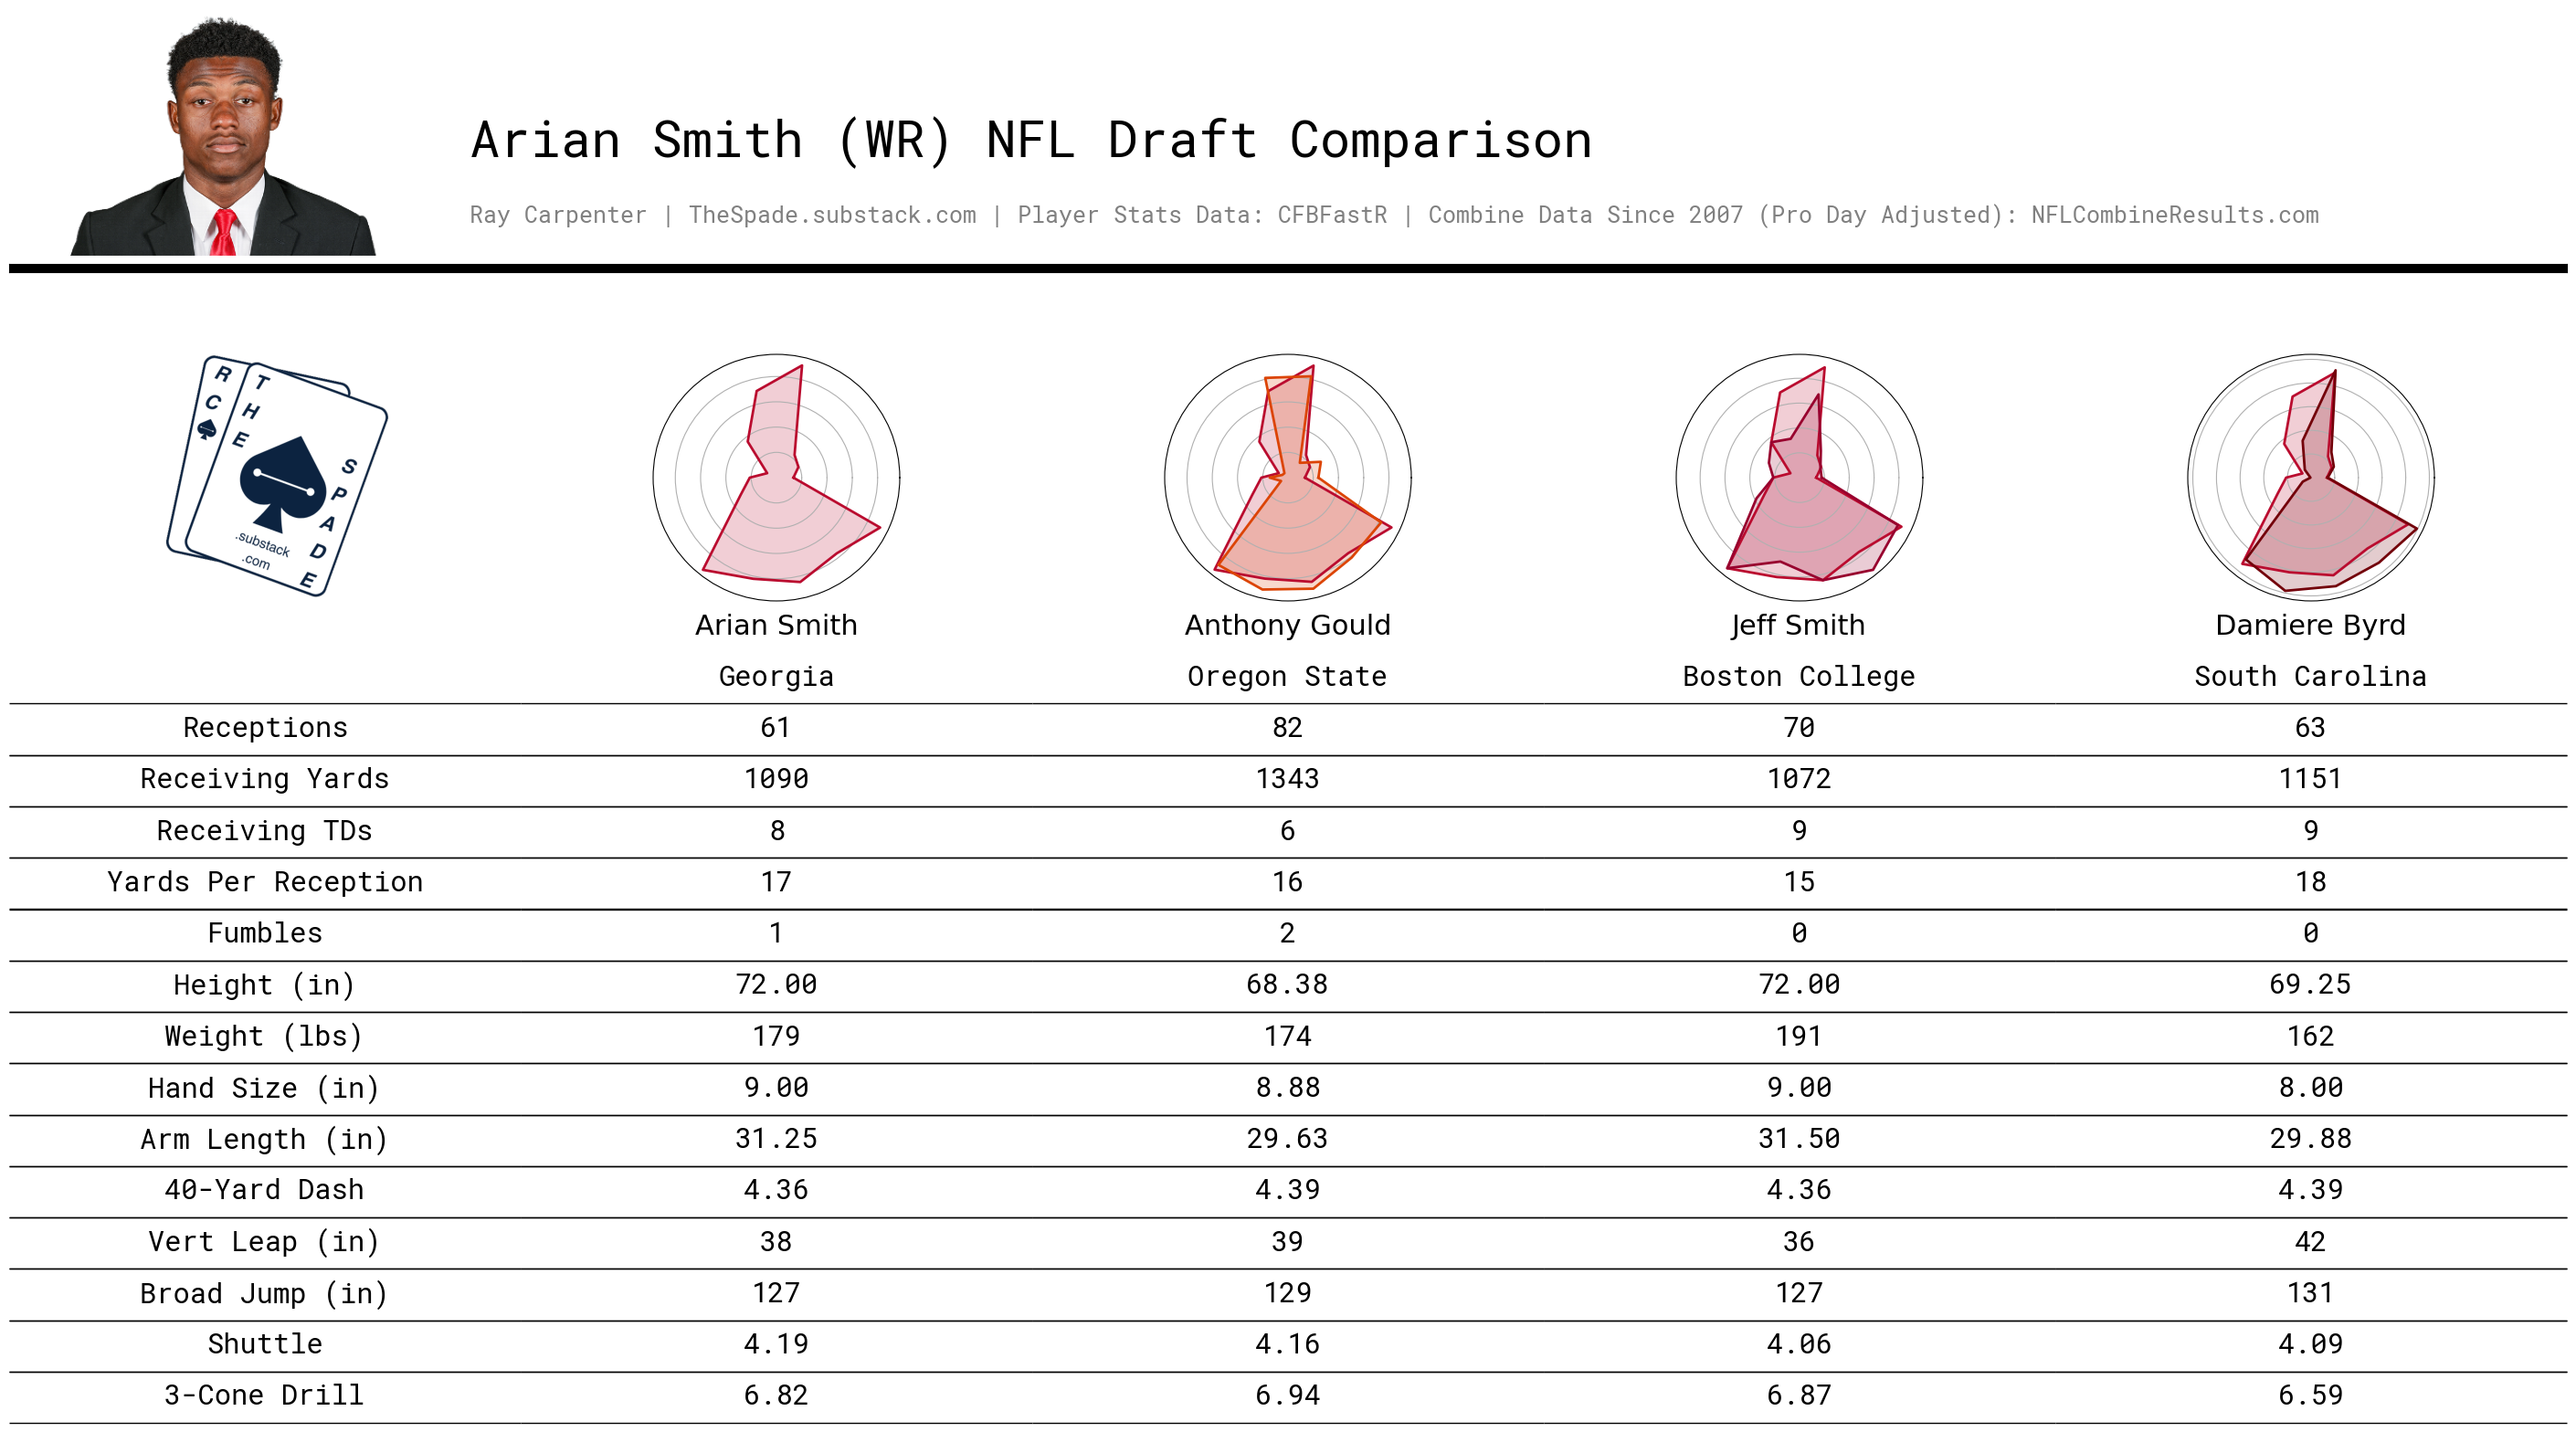 Arian Smith (WR) NFL Draft Comparison
Ray Carpenter | TheSpade.substack.com | Player Stats Data: CFBFastR | Combine Data Since 2007 (Pro Day Adjusted): NFLCombineResults.com
RC
THE
SPADE
.substack
.com
Arian Smith Anthony Gould Jeff Smith Damiere Byrd
Georgia Oregon State Boston College South Carolina
Receptions 61 82 70 63
Receiving Yards 1090 1343 1072 1151
Receiving TDs 8 6 9 9
Yards Per Reception 17 16 15 18
Fumbles 1 2 0 0
Height (in) 72.00 68.38 72.00 69.25
Weight (lbs) 179 174 191 162
Hand Size (in) 9.00 8.88 9.00 8.00
Arm Length (in) 31.25 29.63 31.50 29.88
40-Yard Dash 4.36 4.39 4.36 4.39
Vert Leap (in) 38 39 36 42
Broad Jump (in) 127 129 127 131
Shuttle 4.19 4.16 4.06 4.09
3-Cone Drill 6.82 6.94 6.87 6.59